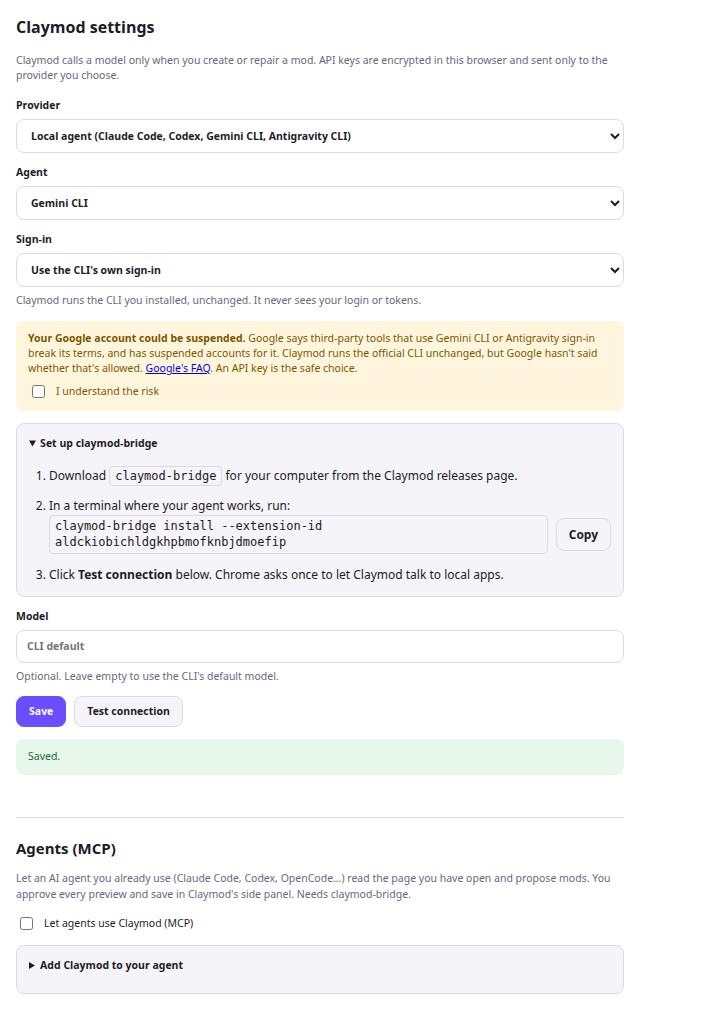 Claymod settings
Claymod calls a model only when you create or repair a mod. API keys are encrypted in this browser and sent only to the
provider you choose.
Provider
Local agent (Claude Code, Codex, Gemini CLI, Antigravity CLI)
Agent
Gemini CLI
Sign-in
Use the CLI's own sign-in
Claymod runs the CLI you installed, unchanged. It never sees your login or tokens.
Your Google account could be suspended. Google says third-party tools that use Gemini CLI or Antigravity sign-in
break its terms, and has suspended accounts for it. Claymod runs the official CLI unchanged, but Google hasn't said
whether that's allowed. Google's FAQ. An API key is the safe choice.
I understand the risk
▼ Set up claymod-bridge
1. Download claymod-bridge for your computer from the Claymod releases page.
2. In a terminal where your agent works, run:
claymod-bridge install --extension-id
aldckiobichldgkhpbmofknbjdmoefip
Copy
3. Click Test connection below. Chrome asks once to let Claymod talk to local apps.
Model
CLI default
Optional. Leave empty to use the CLI's default model.
Save
Test connection
Saved.
Agents (MCP)
Let an AI agent you already use (Claude Code, Codex, OpenCode...) read the page you have open and propose mods. You
approve every preview and save in Claymod's side panel. Needs claymod-bridge.
Let agents use Claymod (MCP)
▶ Add Claymod to your agent